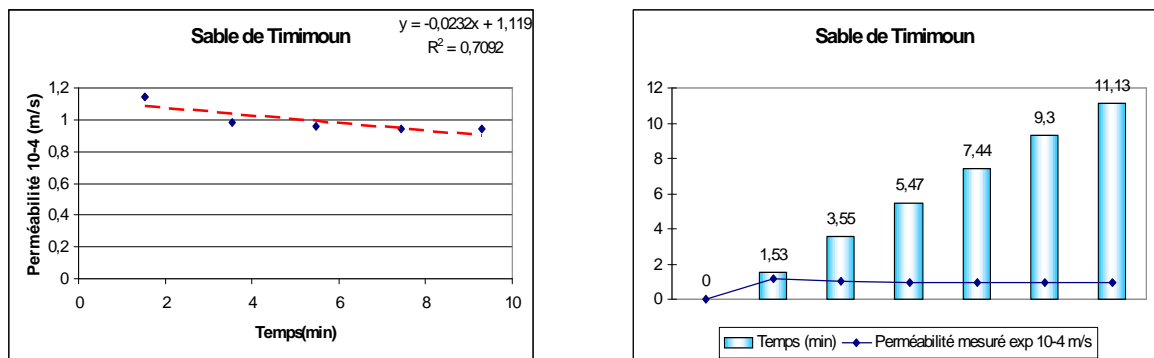 Sable de Timimoun
y = -0,0232x + 1,119
R² = 0,7092
Perméabilité 10-4 (m/s)
1,2
1
0,8
0,6
0,4
0,2
0
0 2 4 6 8 10
Temps(min)
Sable de Timimoun
12
10
8
6
4
2
0
0
1,53
3,55
5,47
7,44
9,3
11,13
Temps (min) Perméabilité mesuré exp 10-4 m/s